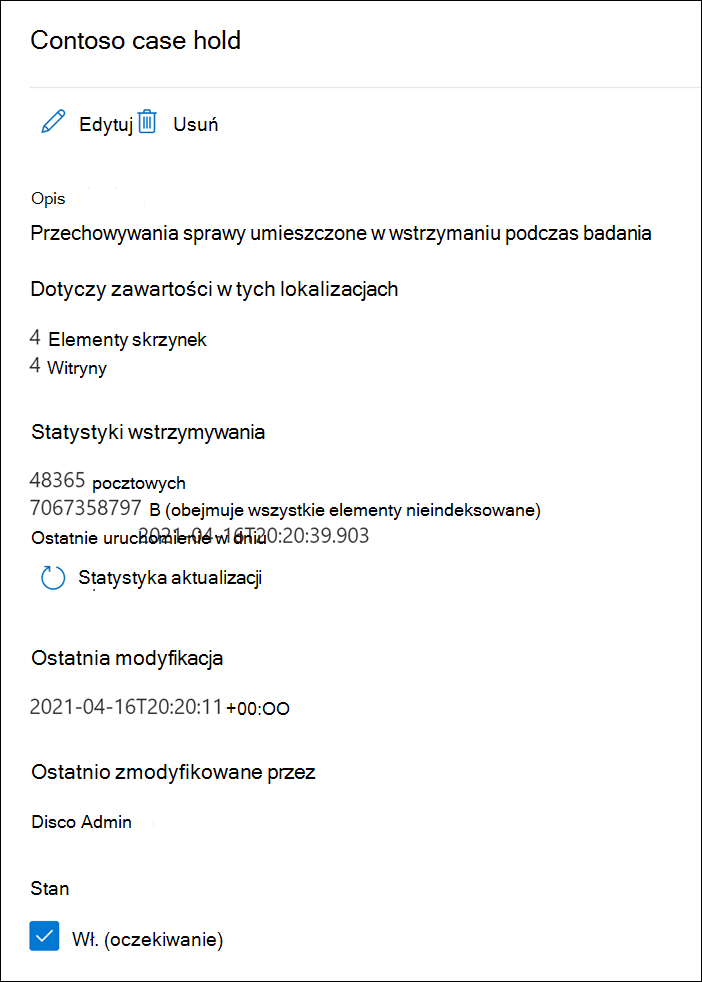 Contoso case hold
Edytuj Usuń
Opis
Przechowywania sprawy umieszczone w wstrzymaniu podczas badania
Dotyczy zawartości w tych lokalizacjach
4 Elementy skrzynek
4 Witryny
Statystyki wstrzymywania
48365 pocztowych
7067358797 B (obejmuje wszystkie elementy nieindeksowane)
Ostatnie uruchomienie w dniu 2021-04-16T20:20:39.903
Statystyka aktualizacji
Ostatnia modyfikacja
2021-04-16T20:20:11 +00:OO
Ostatnio zmodyfikowane przez
Disco Admin
Stan
Wł. (oczekiwanie)